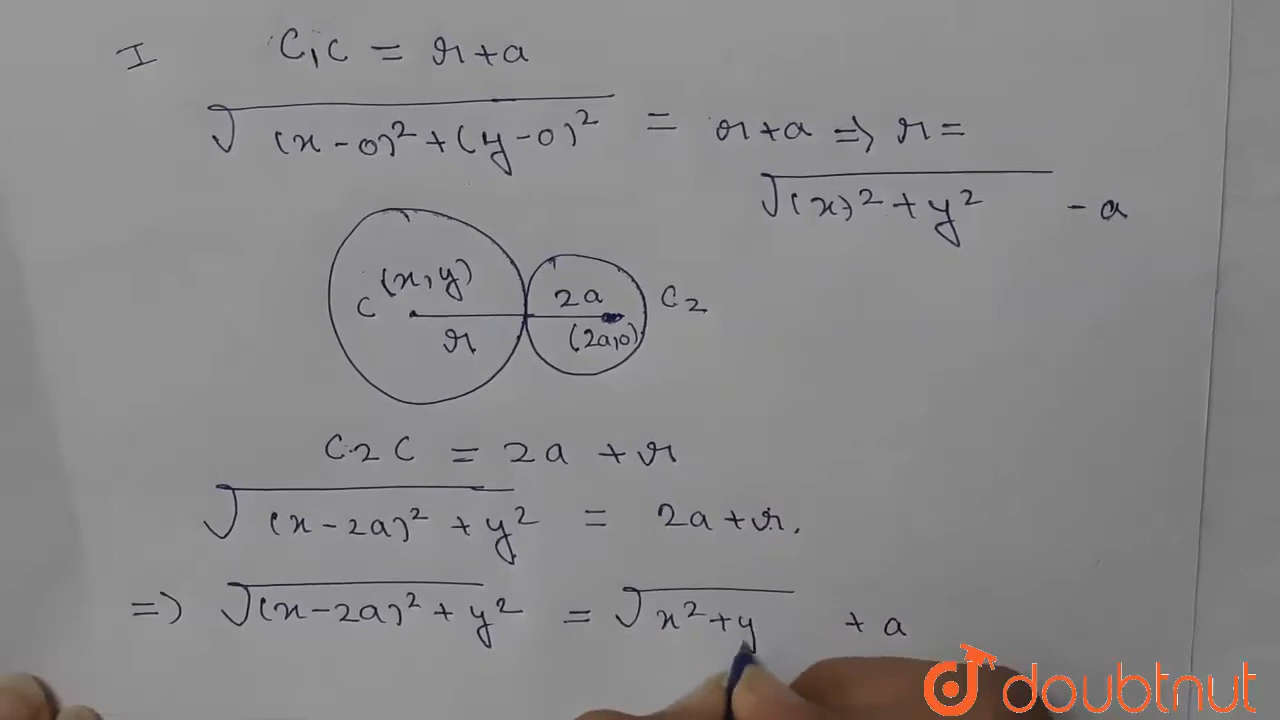 I C₁C = r+a
√(x-0)²+(y-0)² = r+a ⇒ r=
√(x)²+y² - a
(x,y)
C
r
2a
(2a,0)
C2
C2C = 2a + r
√(x-2a)² + y² = 2a+r.
=) √(x-2a)² + y² = √x²+y + a
doubtnut